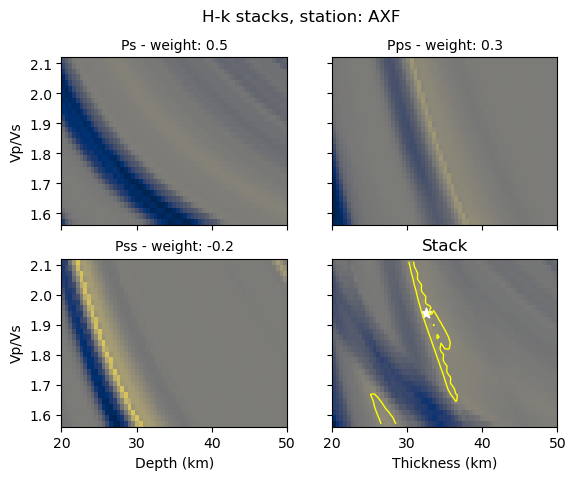 H-k stacks, station: AXF
Ps - weight: 0.5
Pps - weight: 0.3
2.1
2.0
1.9
1.8
1.7
1.6
Vp/Vs
Pss - weight: -0.2
Stack
2.1
2.0
1.9
1.8
1.7
1.6
Vp/Vs
20 30 40 50
20 30 40 50
Depth (km)
Thickness (km)